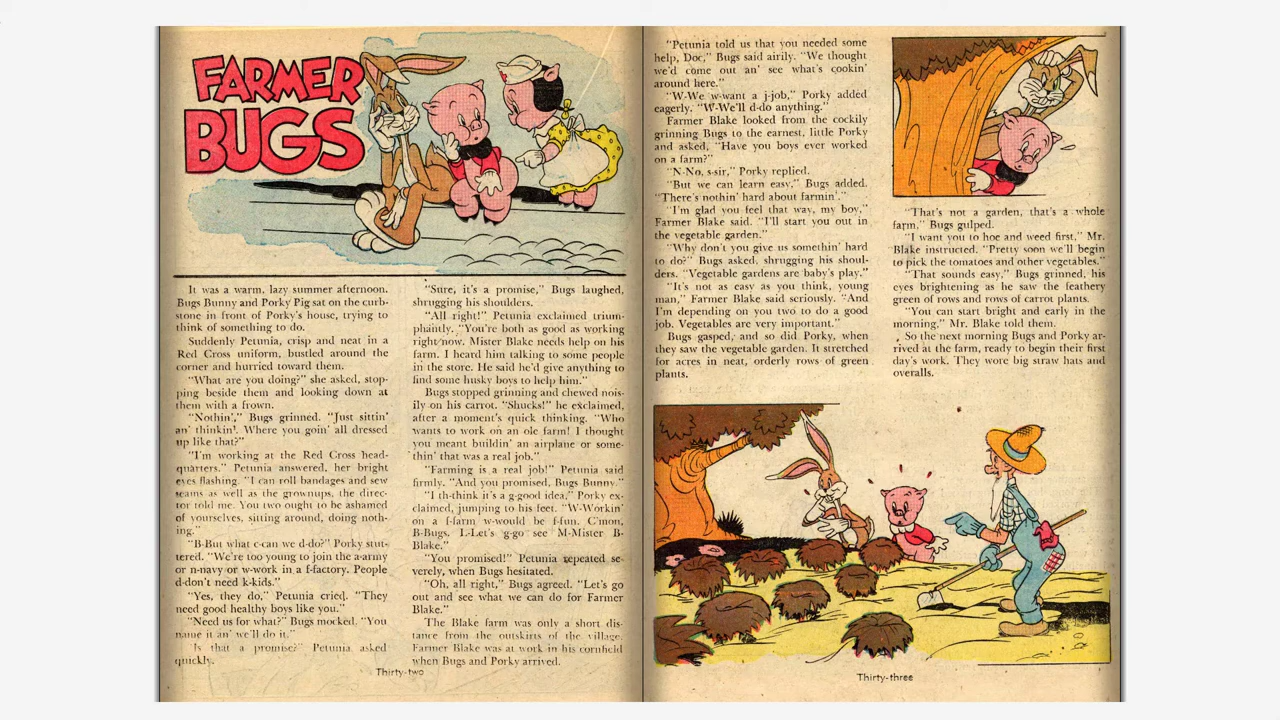 FARMER
BUGS
It was a warm, lazy summer afternoon.
Bugs Bunny and Porky Pig sat on the curb-
stone in front of Porky's house, trying to
think of something to do.
Suddenly Petunia, crisp and neat in a
Red Cross uniform, bustled around the
corner and hurried toward them.
"What are you doing?" she asked, stop-
ping beside them and looking down at
them with a frown.
"Nothin'," Bugs grinned. "Just sittin'
an' thinkin'. Where you goin' all dressed
up like that?"
"I'm working at the Red Cross head-
quarters," Petunia answered, her bright
eyes flashing. "I can roll bandages and sew
seams as well as the grownups, the direc-
tor told me. You two ought to be ashamed
of yourselves, sitting around, doing noth-
ing."
"B-But what c-can we d-do?" Porky stut-
tered. "We're too young to join the a-army
or n-navy or w-work in a f-factory. People
d-don't need k-kids."
"Yes, they do," Petunia cried. "They
need good healthy boys like you."
"Need us for what?" Bugs mocked. "You
name it an' we'll do it."
"Is that a promise?" Petunia asked
quickly.
"Sure, it's a promise," Bugs laughed,
shrugging his shoulders.
"All right!" Petunia exclaimed trium-
phantly. "You're both as good as working
right now. Mister Blake needs help on his
farm. I heard him talking to some people
in the store. He said he'd give anything to
find some husky boys to help him."
Bugs stopped grinning and chewed nois-
ily on his carrot. "Shucks!" he exclaimed,
after a moment's quick thinking. "Who
wants to work on an ole farm! I thought
you meant buildin' an airplane or some-
thin' that was a real job."
"Farming is a real job!" Petunia said
firmly. "And you promised, Bugs Bunny."
"I th-think it's a g-good idea," Porky ex-
claimed, jumping to his feet. "W-Workin'
on a f-farm w-would be f-fun. C'mon,
B-Bugs. L-Let's g-go see M-Mister B-
Blake."
"You promised!" Petunia repeated se-
verely, when Bugs hesitated.
"Oh, all right," Bugs agreed. "Let's go
out and see what we can do for Farmer
Blake."
The Blake farm was only a short dis-
tance from the outskirts of the village.
Farmer Blake was at work in his cornfield
when Bugs and Porky arrived.
Thirty-two
"Petunia told us that you needed some
help, Doc," Bugs said airily. "We thought
we'd come out an' see what's cookin'
around here."
"W-We w-want a j-job," Porky added
eagerly. "W-We'll d-do anything."
Farmer Blake looked from the cockily
grinning Bugs to the earnest, little Porky
and asked, "Have you boys ever worked
on a farm?"
"N-No, s-sir," Porky replied.
"But we can learn easy," Bugs added.
"There's nothin' hard about farmin'."
"I'm glad you feel that way, my boy,"
Farmer Blake said. "I'll start you out in
the vegetable garden."
"Why don't you give us somethin' hard
to do?" Bugs asked, shrugging his shoul-
ders. "Vegetable gardens are baby's play."
"It's not as easy as you think, young
man," Farmer Blake said seriously. "And
I'm depending on you two to do a good
job. Vegetables are very important."
Bugs gasped, and so did Porky, when
they saw the vegetable garden. It stretched
for acres in neat, orderly rows of green
plants.
"That's not a garden, that's a whole
farm," Bugs gulped.
"I want you to hoe and weed first," Mr.
Blake instructed. "Pretty soon we'll begin
to pick the tomatoes and other vegetables."
"That sounds easy," Bugs grinned, his
eyes brightening as he saw the feathery
green of rows and rows of carrot plants.
"You can start bright and early in the
morning," Mr. Blake told them.
So the next morning Bugs and Porky ar-
rived at the farm, ready to begin their first
day's work. They wore big straw hats and
overalls.
Thirty-three